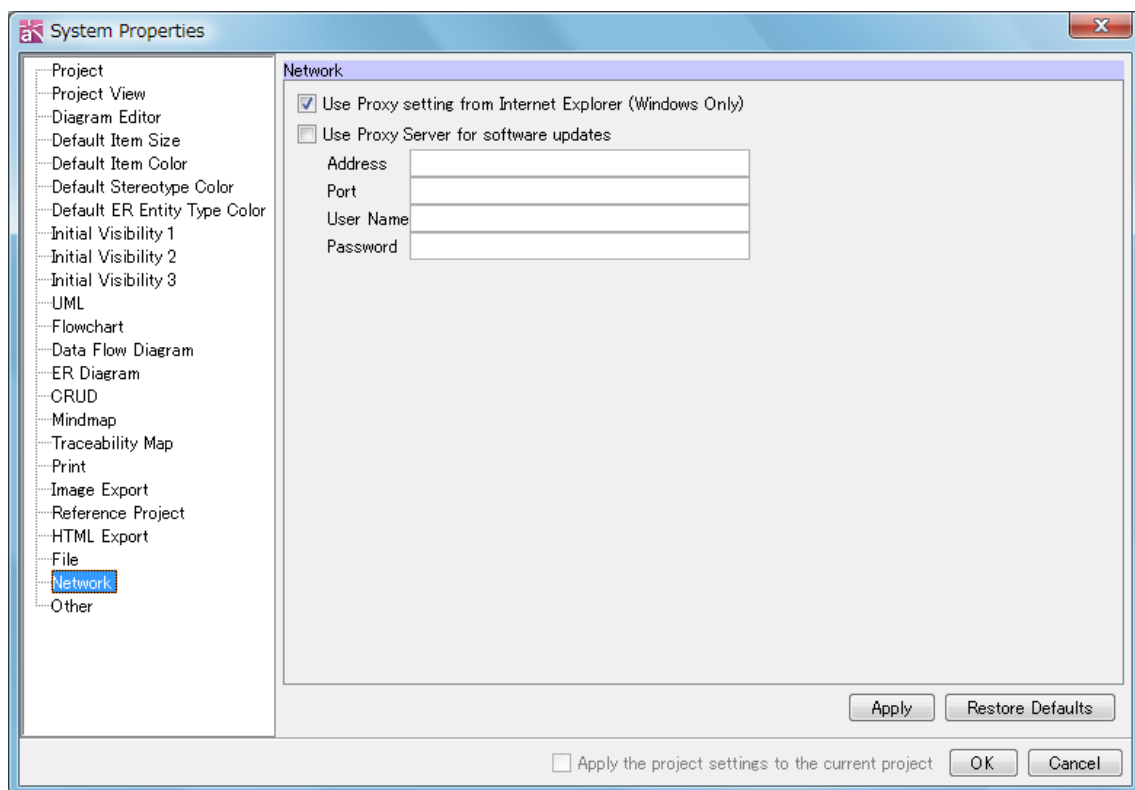 System Properties
Project
Project View
Diagram Editor
Default Item Size
Default Item Color
Default Stereotype Color
Default ER Entity Type Color
Initial Visibility 1
Initial Visibility 2
Initial Visibility 3
UML
Flowchart
Data Flow Diagram
ER Diagram
CRUD
Mindmap
Traceability Map
Print
Image Export
Reference Project
HTML Export
File
Network
Other
Network
Use Proxy setting from Internet Explorer (Windows Only)
Use Proxy Server for software updates
Address
Port
User Name
Password
Apply Restore Defaults
Apply the project settings to the current project OK Cancel